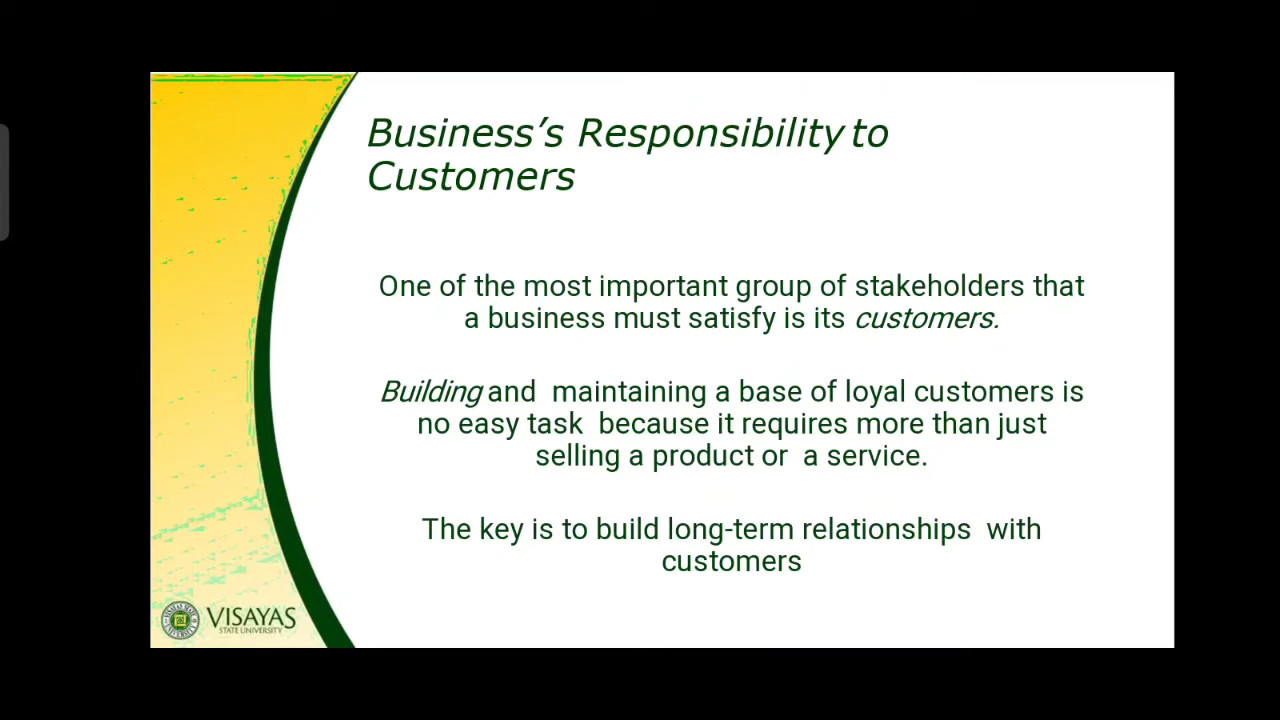 Business’s Responsibility to
Customers
One of the most important group of stakeholders that
a business must satisfy is its customers.
Building and maintaining a base of loyal customers is
no easy task because it requires more than just
selling a product or a service.
The key is to build long-term relationships with
customers
VISAYAS
STATE UNIVERSITY